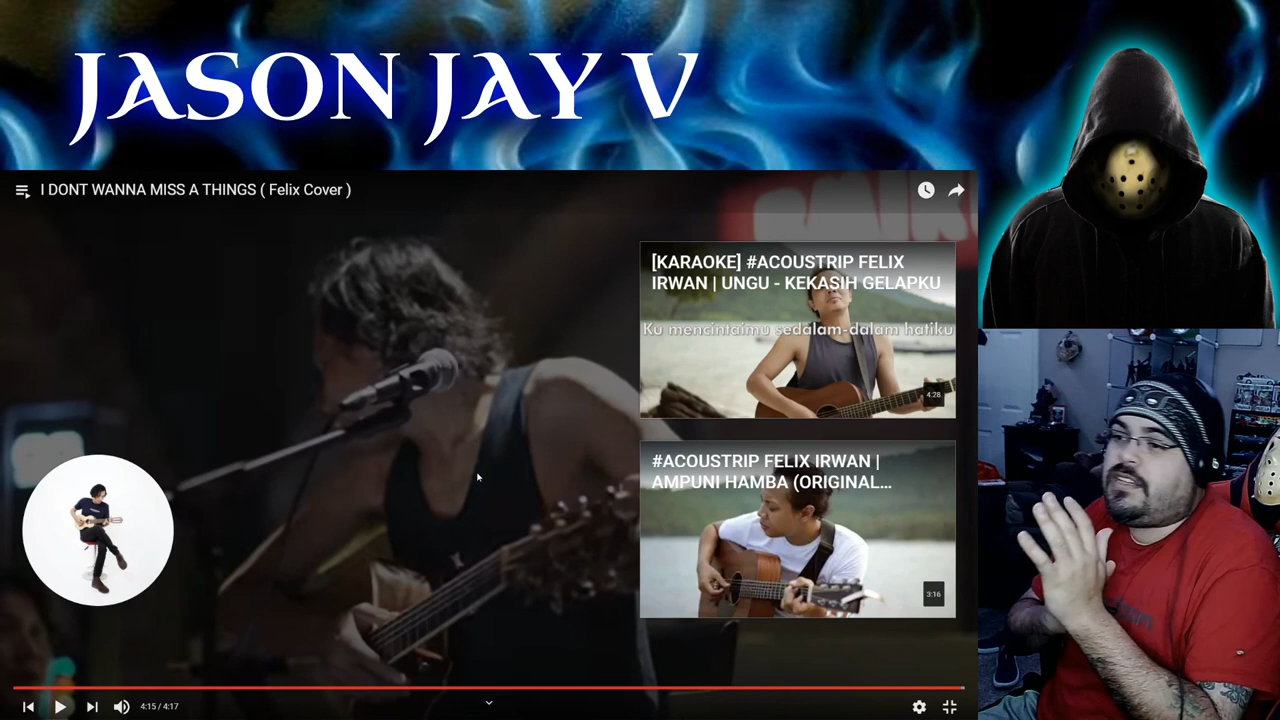 JASON JAY V
I DONT WANNA MISS A THINGS ( Felix Cover )
[KARAOKE] #ACOUSTRIP FELIX
IRWAN | UNGU - KEKASIH GELAPKU
Ku mencintaimu sedalam-dalam hatiku
4:28
#ACOUSTRIP FELIX IRWAN |
AMPUNI HAMBA (ORIGINAL...
3:16
4:15 / 4:17